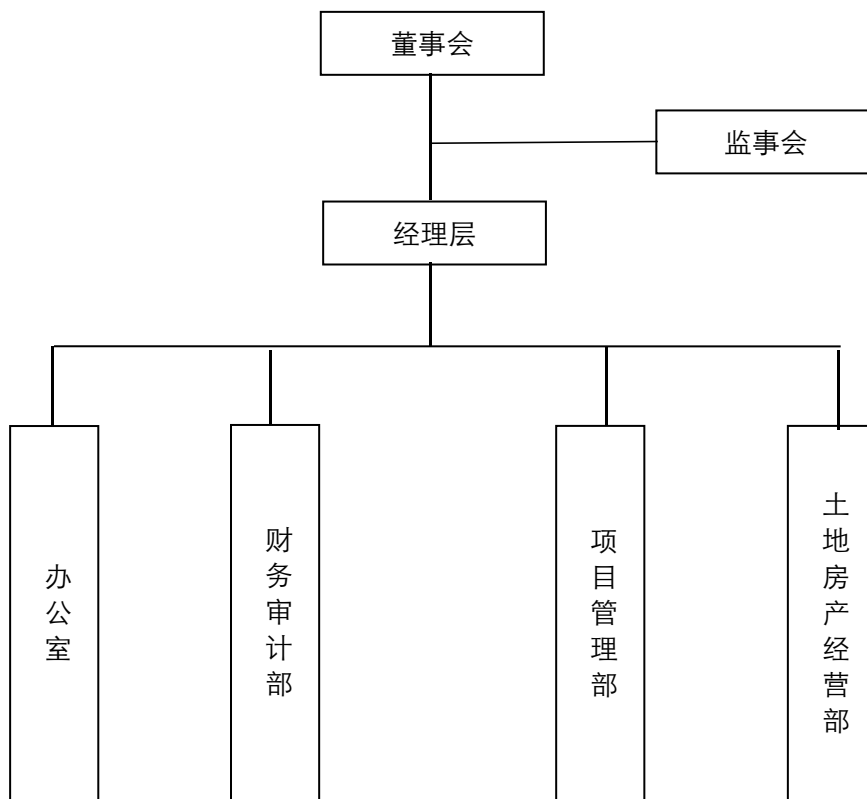 董事会
监事会
经理层
办公室
财务审计部
项目管理部
土地房产经营部